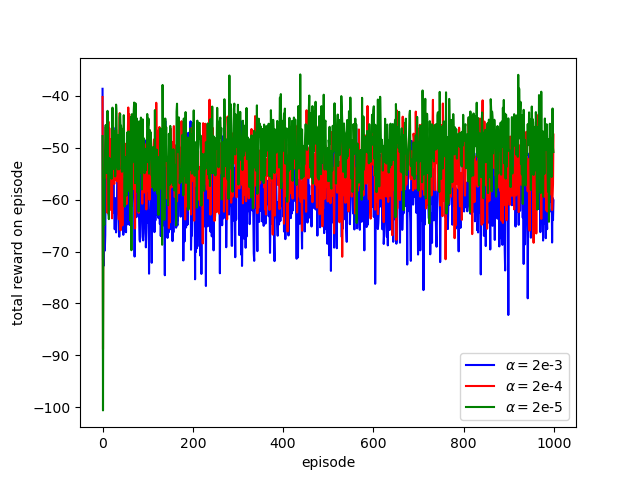 total reward on episode
−40
−50
−60
−70
−80
−90
−100
0
200
400
600
800
1000
episode
α = 2e-3
α = 2e-4
α = 2e-5